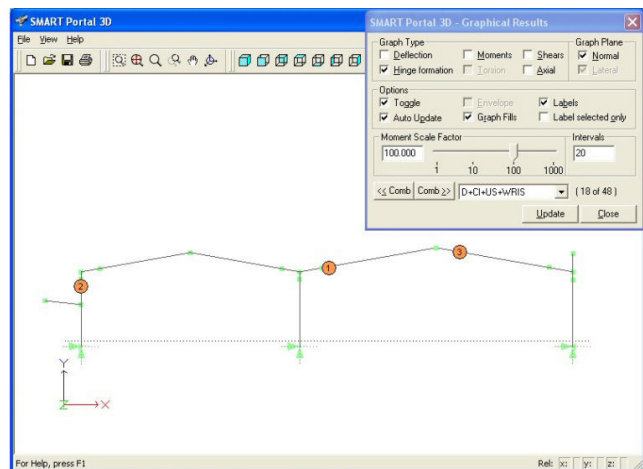 SMART Portal 3D
File View Help
SMART Portal 3D - Graphical Results
Graph Type
Graph Plane
Deflection
Moments
Shears
Normal
Hinge formation
Torsion
Axial
Lateral
Options
Toggle
Envelope
Labels
Auto Update
Graph Fills
Label selected only
Moment Scale Factor
Intervals
100.000
20
1 10 100 1000
<< Comb
Comb >>
D+CI+US+WRIS
( 18 of 48 )
Update
Close
1
3
2
Y
Z
X
For Help, press F1
Rel: x: y: z: